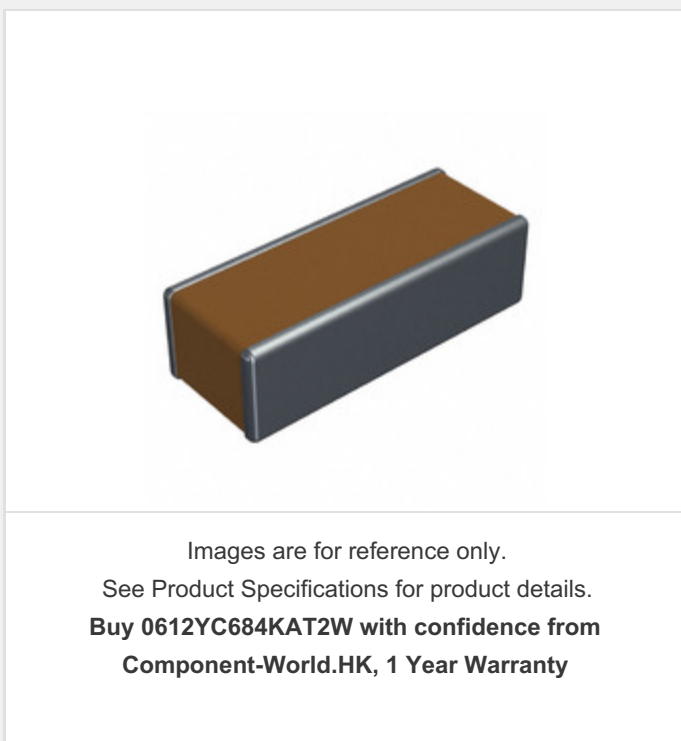 Images are for reference only.
See Product Specifications for product details.
Buy 0612YC684KAT2W with confidence from
Component-World.HK, 1 Year Warranty